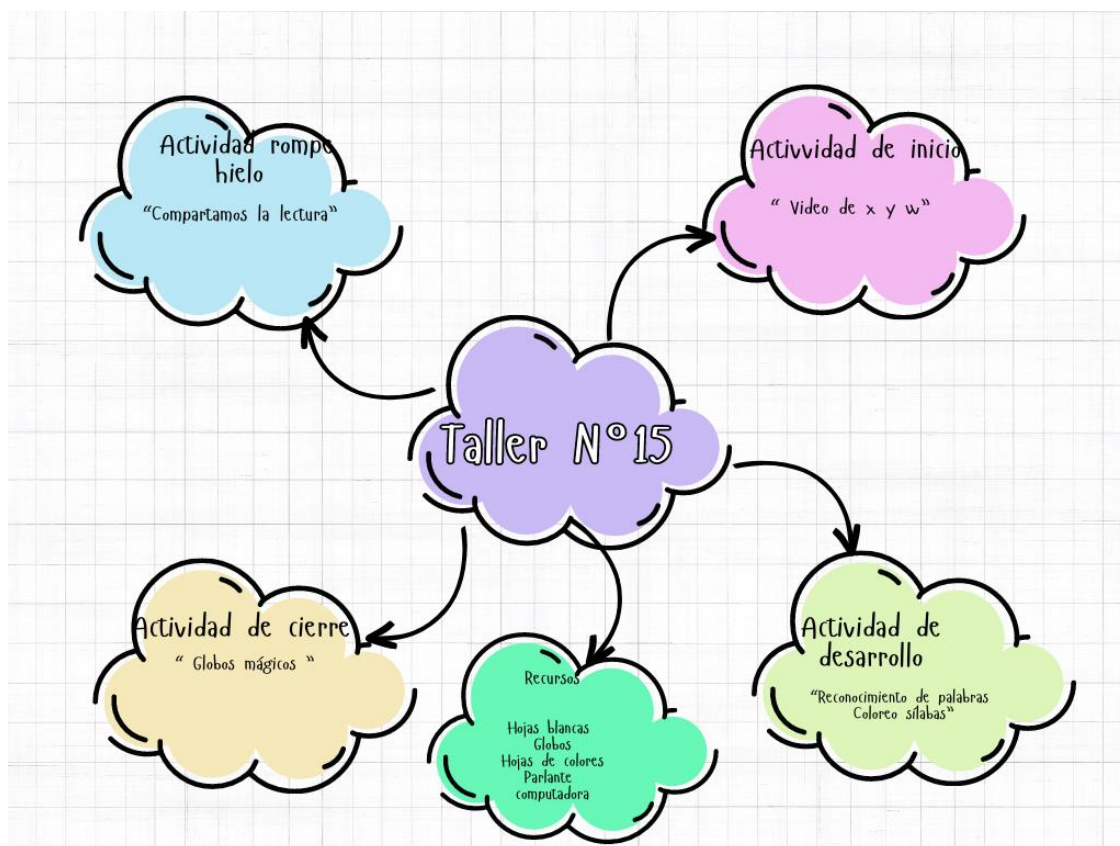 Actividad rompe
hielo
“Compartamos la lectura”
Activvidad de inicio
“ Video de x y w”
Taller N°15
Actividad de cierre
“ Globos mágicos ”
Recursos
Hojas blancas
Globos
Hojas de colores
Parlante
computadora
Actividad de
desarrollo
“Reconocimiento de palabras
Coloreo sílabas”